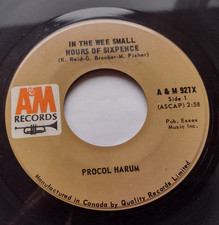 IN THE WEE SMALL
HOURS OF SIXPENCE
(K. Reid-G. Brooker-M. Fisher)
A&M
RECORDS
A & M 927X
Side 1
(ASCAP) 2:58
Pub. Essex
Music Inc.
PROCOL HARUM
Manufactured in Canada by Quality Records Limited